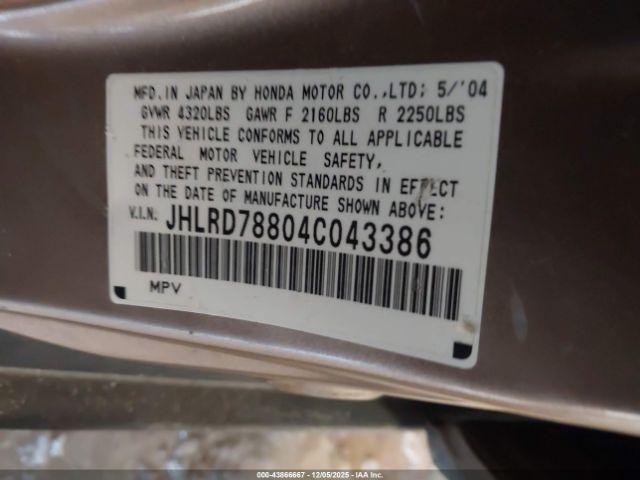 MFD. IN JAPAN BY HONDA MOTOR CO.,LTD; 5/'04
GVWR 4320LBS GAWR F 2160LBS R 2250LBS
THIS VEHICLE CONFORMS TO ALL APPLICABLE
FEDERAL MOTOR VEHICLE SAFETY,
AND THEFT PREVENTION STANDARDS IN EFFECT
ON THE DATE OF MANUFACTURE SHOWN ABOVE:
V.I.N. JHLRD78804C043386
MPV
000-43866667 - 12/05/2025 - IAAI.COM